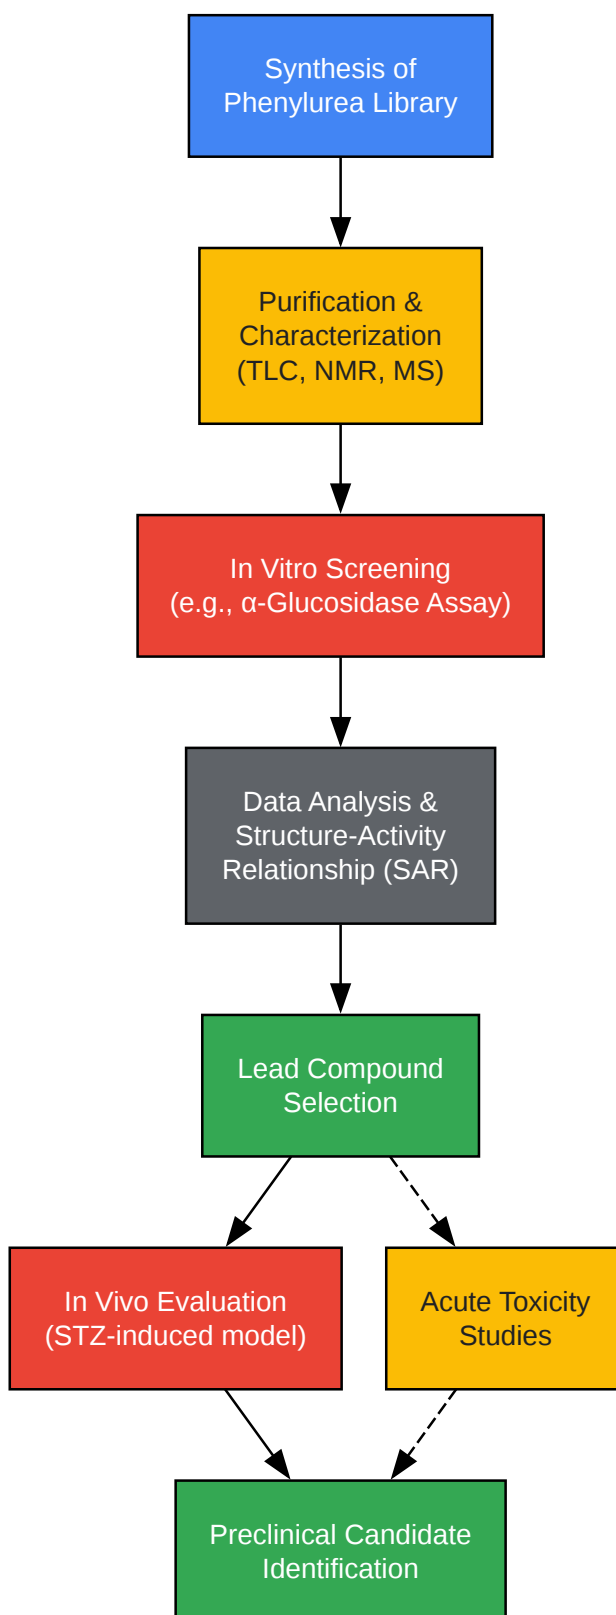 Synthesis of
Phenylurea Library
Purification &
Characterization
(TLC, NMR, MS)
In Vitro Screening
(e.g., α-Glucosidase Assay)
Data Analysis &
Structure-Activity
Relationship (SAR)
Lead Compound
Selection
In Vivo Evaluation
(STZ-induced model)
Acute Toxicity
Studies
Preclinical Candidate
Identification